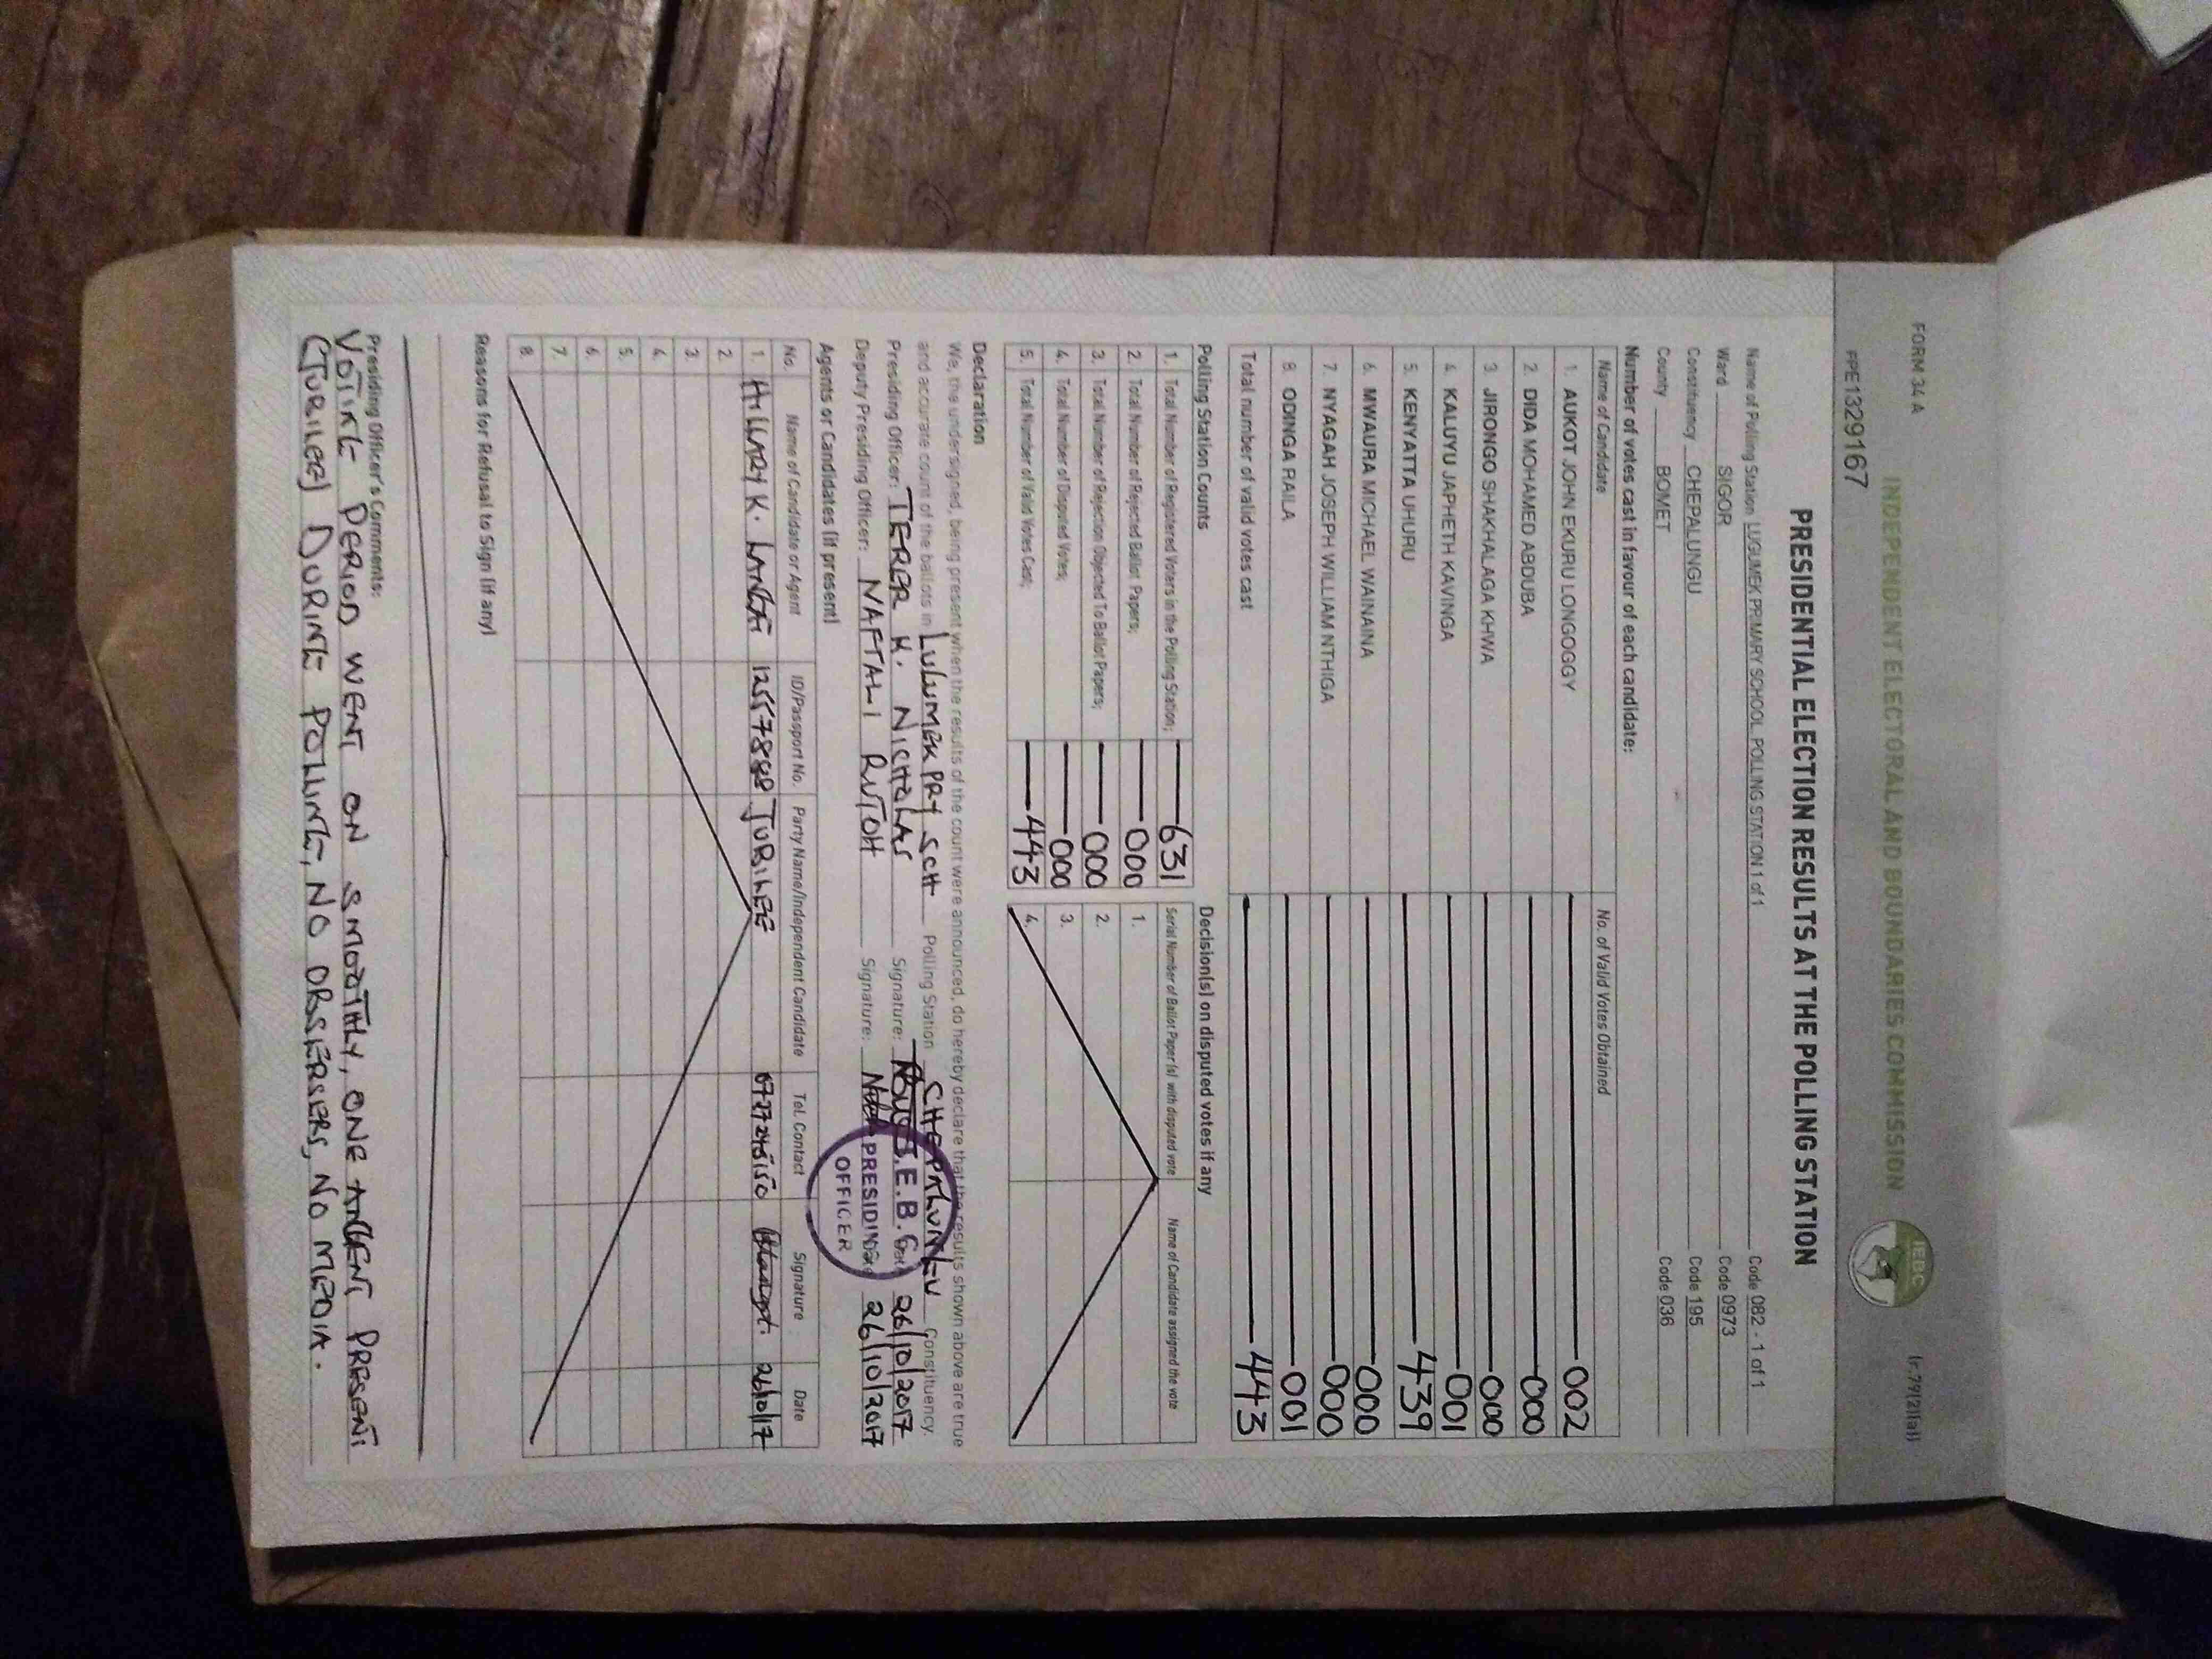 FORM 34 A
(r.79(2)(a))
INDEPENDENT ELECTORAL AND BOUNDARIES COMMISSION
IEBC
PPE1329167
PRESIDENTIAL ELECTION RESULTS AT THE POLLING STATION
Name of Polling Station LUGUMEK PRIMARY SCHOOL POLLING STATION 1 of 1 Code 082 - 1 of 1
Ward SIGOR Code 0973
Constituency CHEPALUNGU Code 195
County BOMET Code 036
Number of votes cast in favour of each candidate:
Name of Candidate No. of Valid Votes Obtained
1. AUKOT JOHN EKURU LONGOGGY 002
2. DIDA MOHAMED ABDUBA 000
3. JIRONGO SHAKHALAGA KHWA 000
4. KALUYU JAPHETH KAVINGA 001
5. KENYATTA UHURU 439
6. MWAURA MICHAEL WAINAINA 000
7. NYAGAH JOSEPH WILLIAM NTHIGA 000
8. ODINGA RAILA 001
Total number of valid votes cast 443
Polling Station Counts
1. Total Number of Registered Voters in the Polling Station; 631
2. Total Number of Rejected Ballot Papers; 000
3. Total Number of Rejection Objected To Ballot Papers; 000
4. Total Number of Disputed Votes; 000
5. Total Number of Valid Votes Cast; 443
Decision(s) on disputed votes if any
Serial Number of Ballot Paper (s) with disputed vote Name of Candidate assigned the vote
1.
2.
3.
4.
Declaration
We, the undersigned, being present when the results of the count were announced, do hereby declare that the results shown above are true
and accurate count of the ballots in LUGUMEK PRY SCH Polling Station CHEPALUNGU Constituency.
Presiding Officer: TERER K. NICHOLAS Signature: 26/10/2017
Deputy Presiding Officer: NAFTALI RUTOH Signature: 26/10/2017
I.E.B.C
PRESIDING
OFFICER
Agents or Candidates (if present)
No. Name of Candidate or Agent ID/Passport No. Party Name/Independent Candidate Tel. Contact Signature Date
1. HILLARY K. LANGAT 12557888 JUBILEE 0727245150 26/10/17
2.
3.
4.
5.
6.
7.
8.
Reasons for Refusal to Sign (if any)
Presiding Officer's Comments:
VOTING PERIOD WENT ON SMOOTHLY, ONE AGENT PRESENT
(JUBILEE) DURING POLLING, NO OBSERSERS, NO MEDIA.